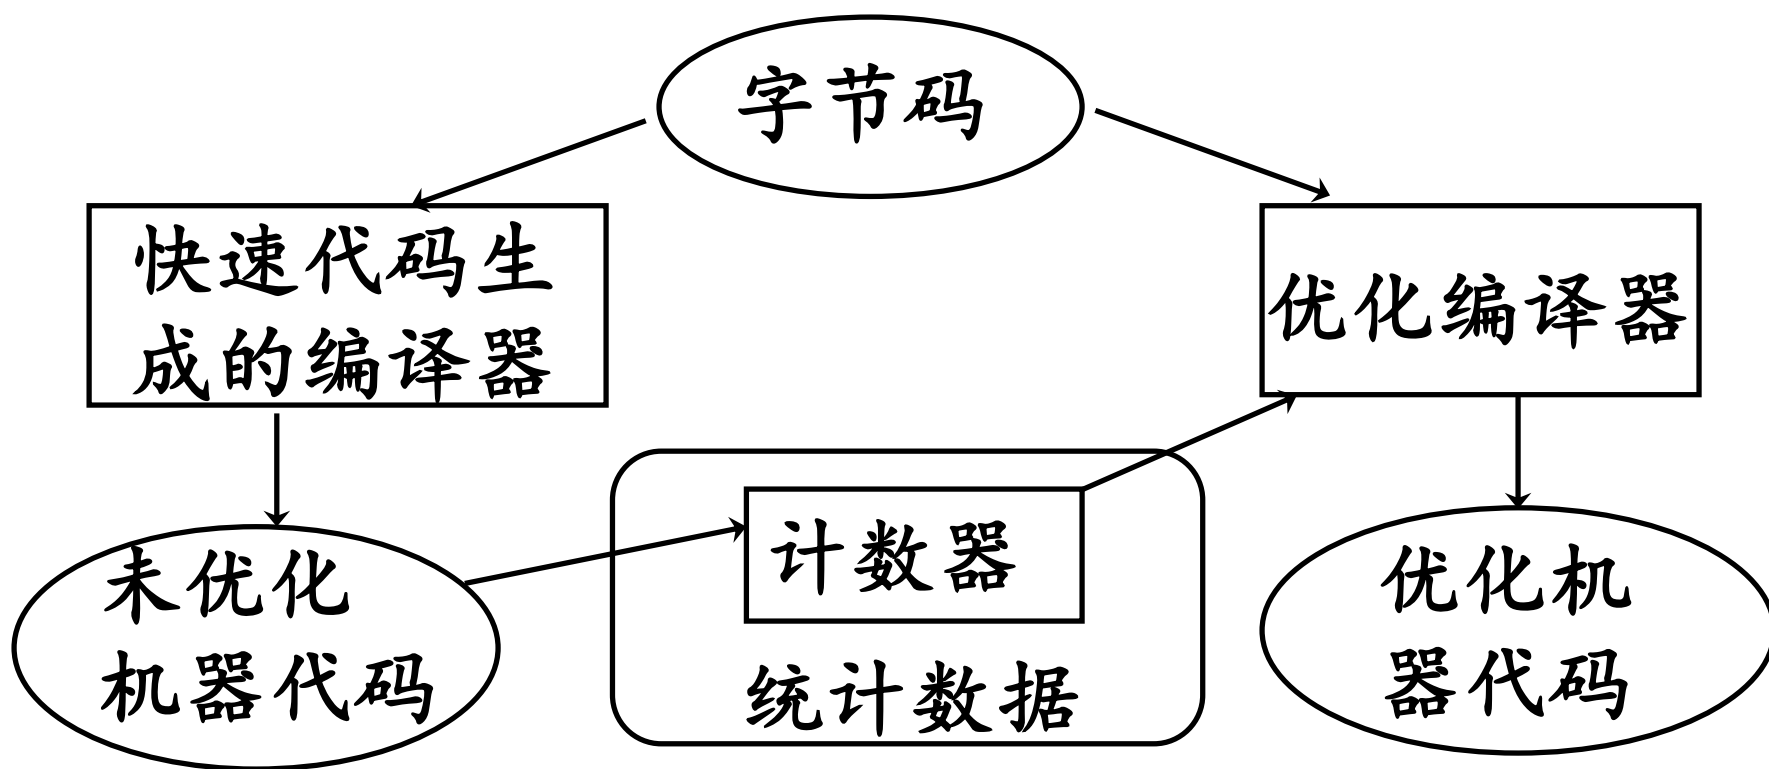 字节码
快速代码生
成的编译器
优化编译器
未优化
机器代码
计数器
统计数据
优化机
器代码